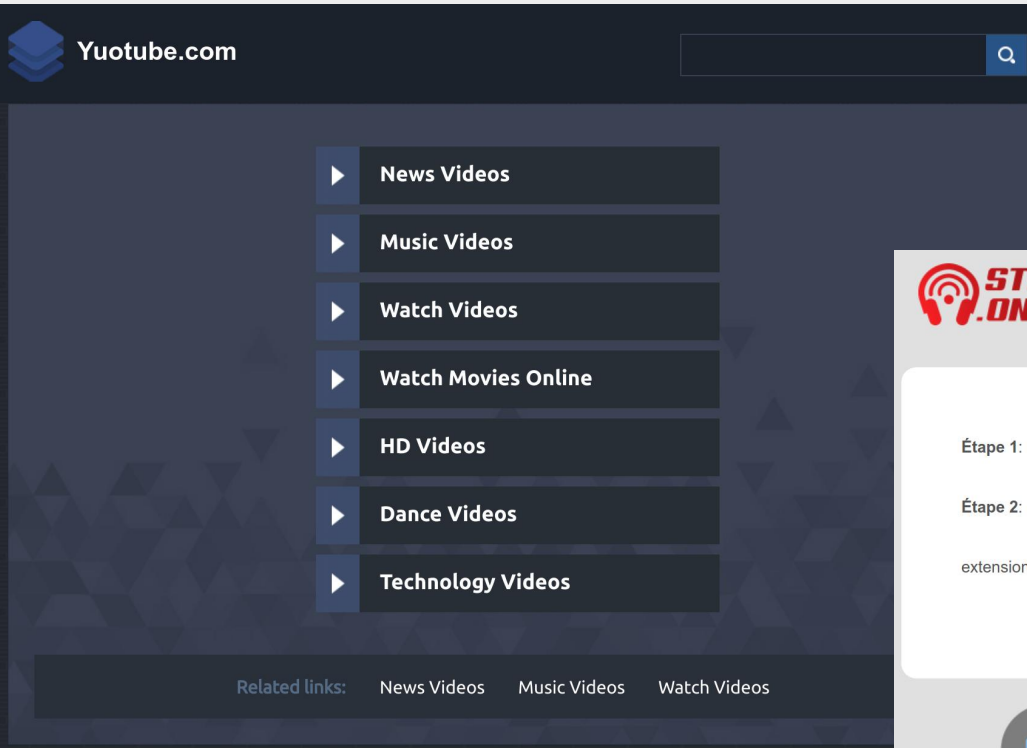 Yuotube.com
News Videos
Music Videos
Watch Videos
Watch Movies Online
HD Videos
Dance Videos
Technology Videos
Related links: News Videos Music Videos Watch Videos
Étape 1:
Étape 2: